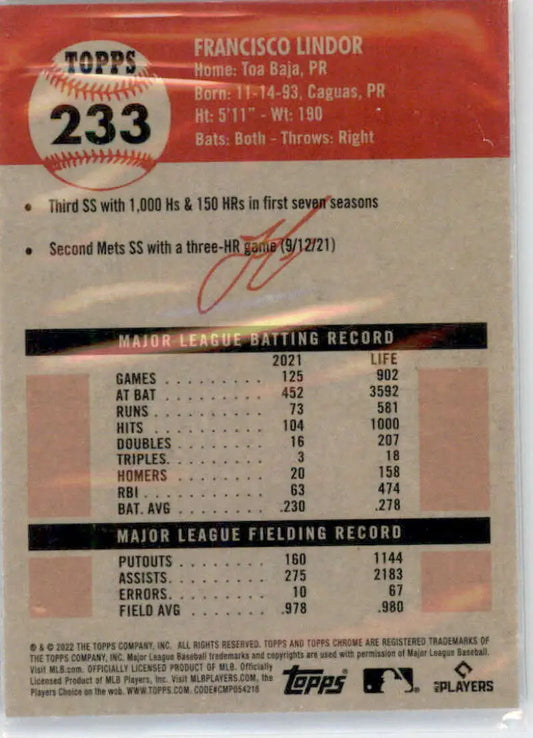 TOPPS
233
FRANCISCO LINDOR
Home: Toa Baja, PR
Born: 11-14-93, Caguas, PR
Ht: 5'11" - Wt: 190
Bats: Both - Throws: Right
• Third SS with 1,000 Hs & 150 HRs in first seven seasons
• Second Mets SS with a three-HR game (9/12/21)
MAJOR LEAGUE BATTING RECORD
2021 LIFE
GAMES . . . . . . . . . 125 902
AT BAT . . . . . . . . . 452 3592
RUNS . . . . . . . . . . 73 581
HITS . . . . . . . . . . 104 1000
DOUBLES . . . . . . . . 16 207
TRIPLES. . . . . . . . . 3 18
HOMERS . . . . . . . . 20 158
RBI . . . . . . . . . . . 63 474
BAT. AVG . . . . . . . . .230 .278
MAJOR LEAGUE FIELDING RECORD
PUTOUTS . . . . . . . . 160 1144
ASSISTS. . . . . . . . . 275 2183
ERRORS. . . . . . . . . 10 67
FIELD AVG . . . . . . . .978 .980
® & © 2022 THE TOPPS COMPANY, INC. ALL RIGHTS RESERVED. TOPPS AND TOPPS CHROME ARE REGISTERED TRADEMARKS OF
THE TOPPS COMPANY, INC. Major League Baseball trademarks and copyrights are used with permission of Major League Baseball.
Visit MLB.com. OFFICIALLY LICENSED PRODUCT OF MLB. Officially
Licensed Product of MLB Players, Inc. Visit MLBPLAYERS.COM, the
Players Choice on the web. WWW.TOPPS.COM. CODE#CMP054218
Topps
MLB PLAYERS